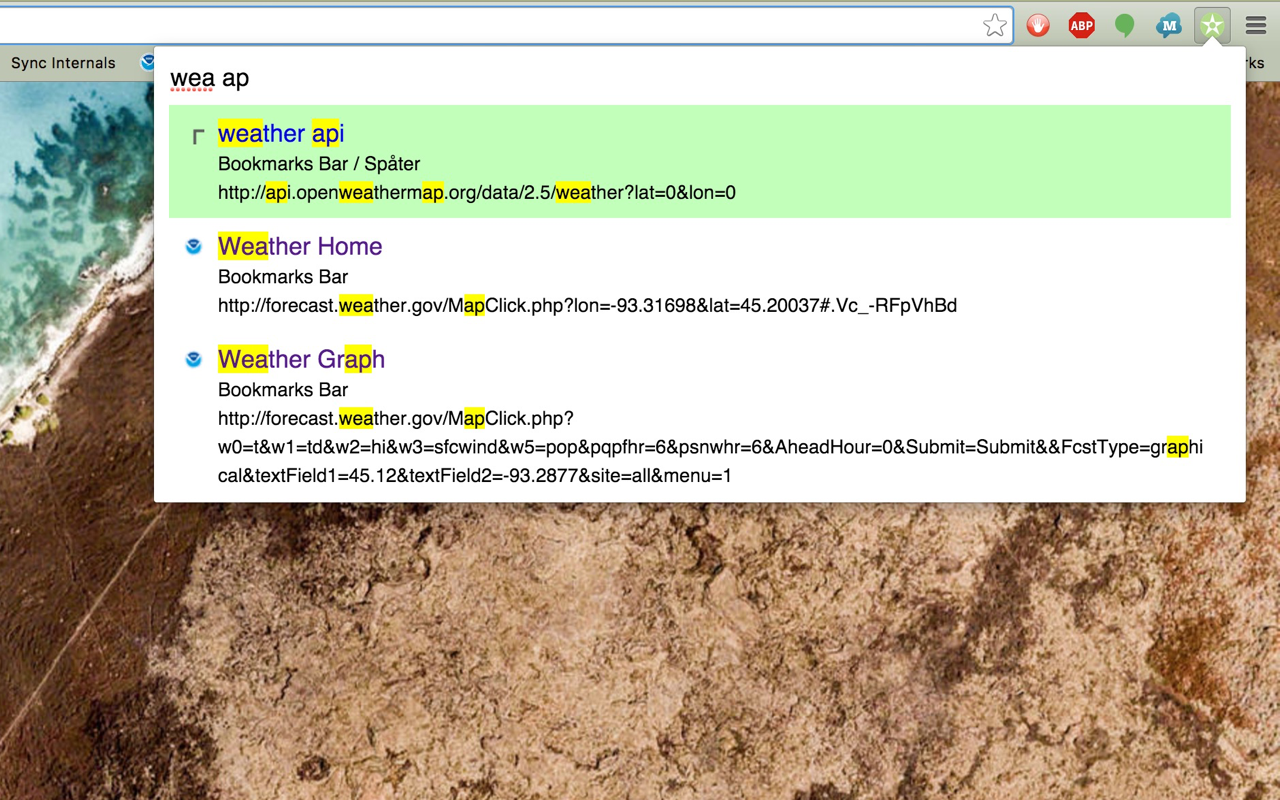 ABP
M
Sync Internals
rks
wea ap
weather api
Bookmarks Bar / Spåter
http://api.openweathermap.org/data/2.5/weather?lat=0&lon=0
Weather Home
Bookmarks Bar
http://forecast.weather.gov/MapClick.php?lon=-93.31698&lat=45.20037#.Vc_-RFpVhBd
Weather Graph
Bookmarks Bar
http://forecast.weather.gov/MapClick.php?
w0=t&w1=td&w2=hi&w3=sfcwind&w5=pop&pqpfhr=6&psnwhr=6&AheadHour=0&Submit=Submit&&FcstType=graphi
cal&textField1=45.12&textField2=-93.2877&site=all&menu=1